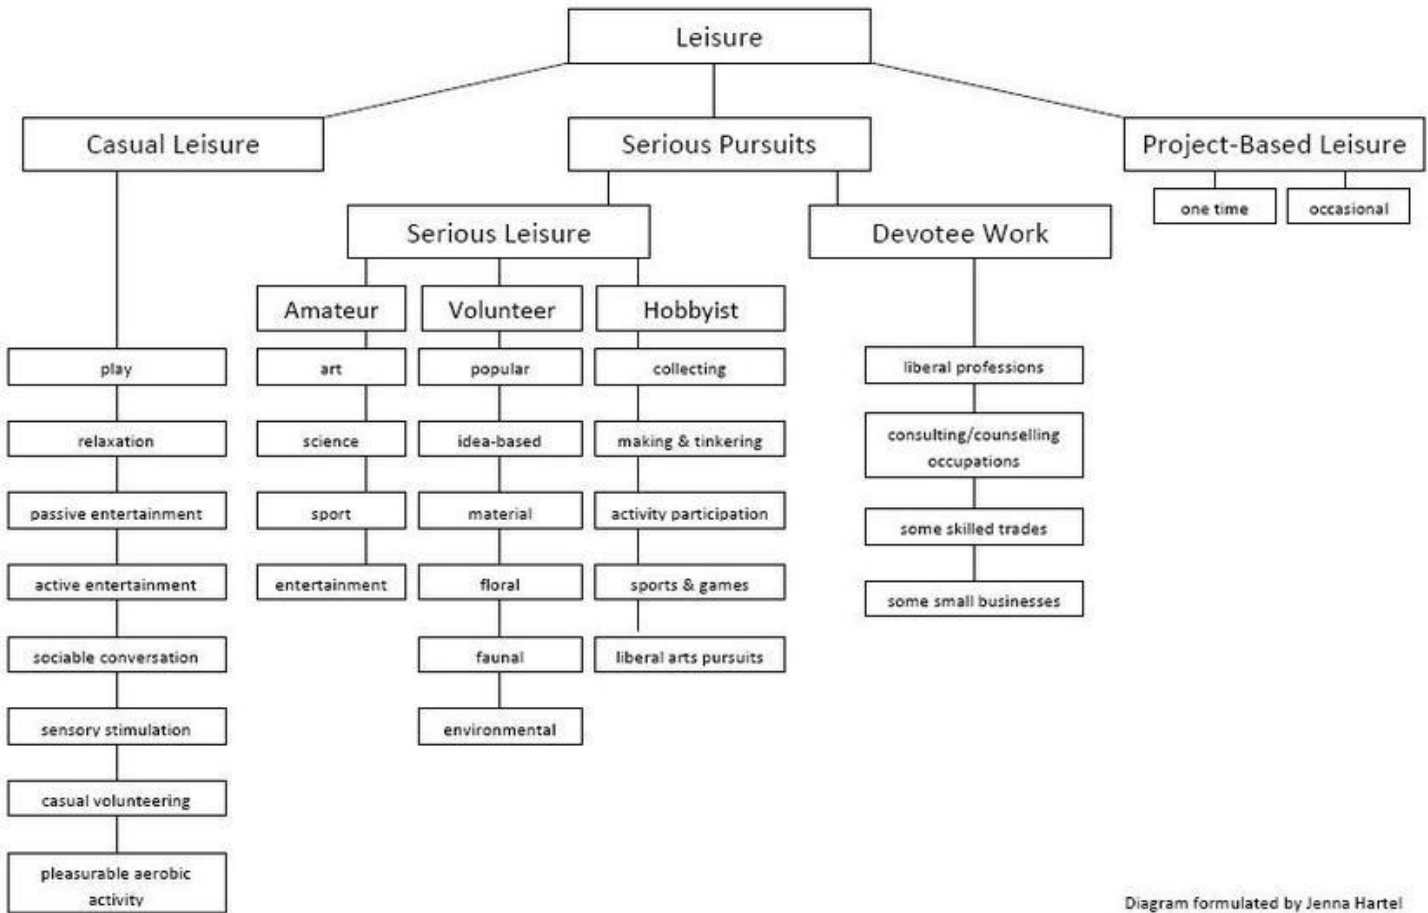 Leisure
Casual Leisure
Serious Pursuits
Project-Based Leisure
one time
occasional
Serious Leisure
Devotee Work
Amateur
Volunteer
Hobbyist
play
relaxation
passive entertainment
active entertainment
sociable conversation
sensory stimulation
casual volunteering
pleasurable aerobic
activity
art
science
sport
entertainment
popular
idea-based
material
floral
faunal
environmental
collecting
making & tinkering
activity participation
sports & games
liberal arts pursuits
liberal professions
consulting/counselling
occupations
some skilled trades
some small businesses
Diagram formulated by Jenna Hartel